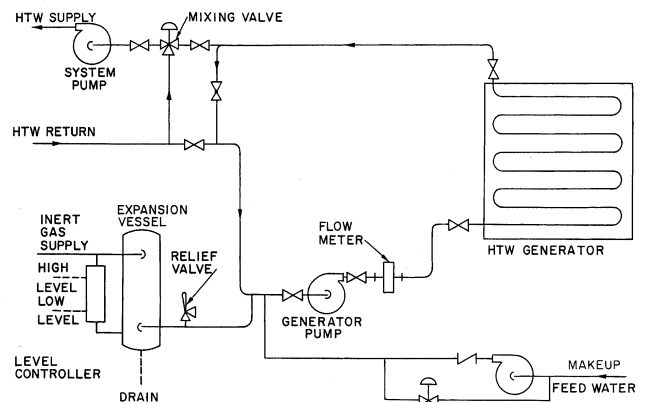 HTW SUPPLY
MIXING VALVE
SYSTEM
PUMP
HTW RETURN
EXPANSION
VESSEL
INERT
GAS
SUPPLY
HIGH
LEVEL
LOW
LEVEL
LEVEL
CONTROLLER
DRAIN
RELIEF
VALVE
FLOW
METER
GENERATOR
PUMP
HTW GENERATOR
MAKEUP
FEED WATER